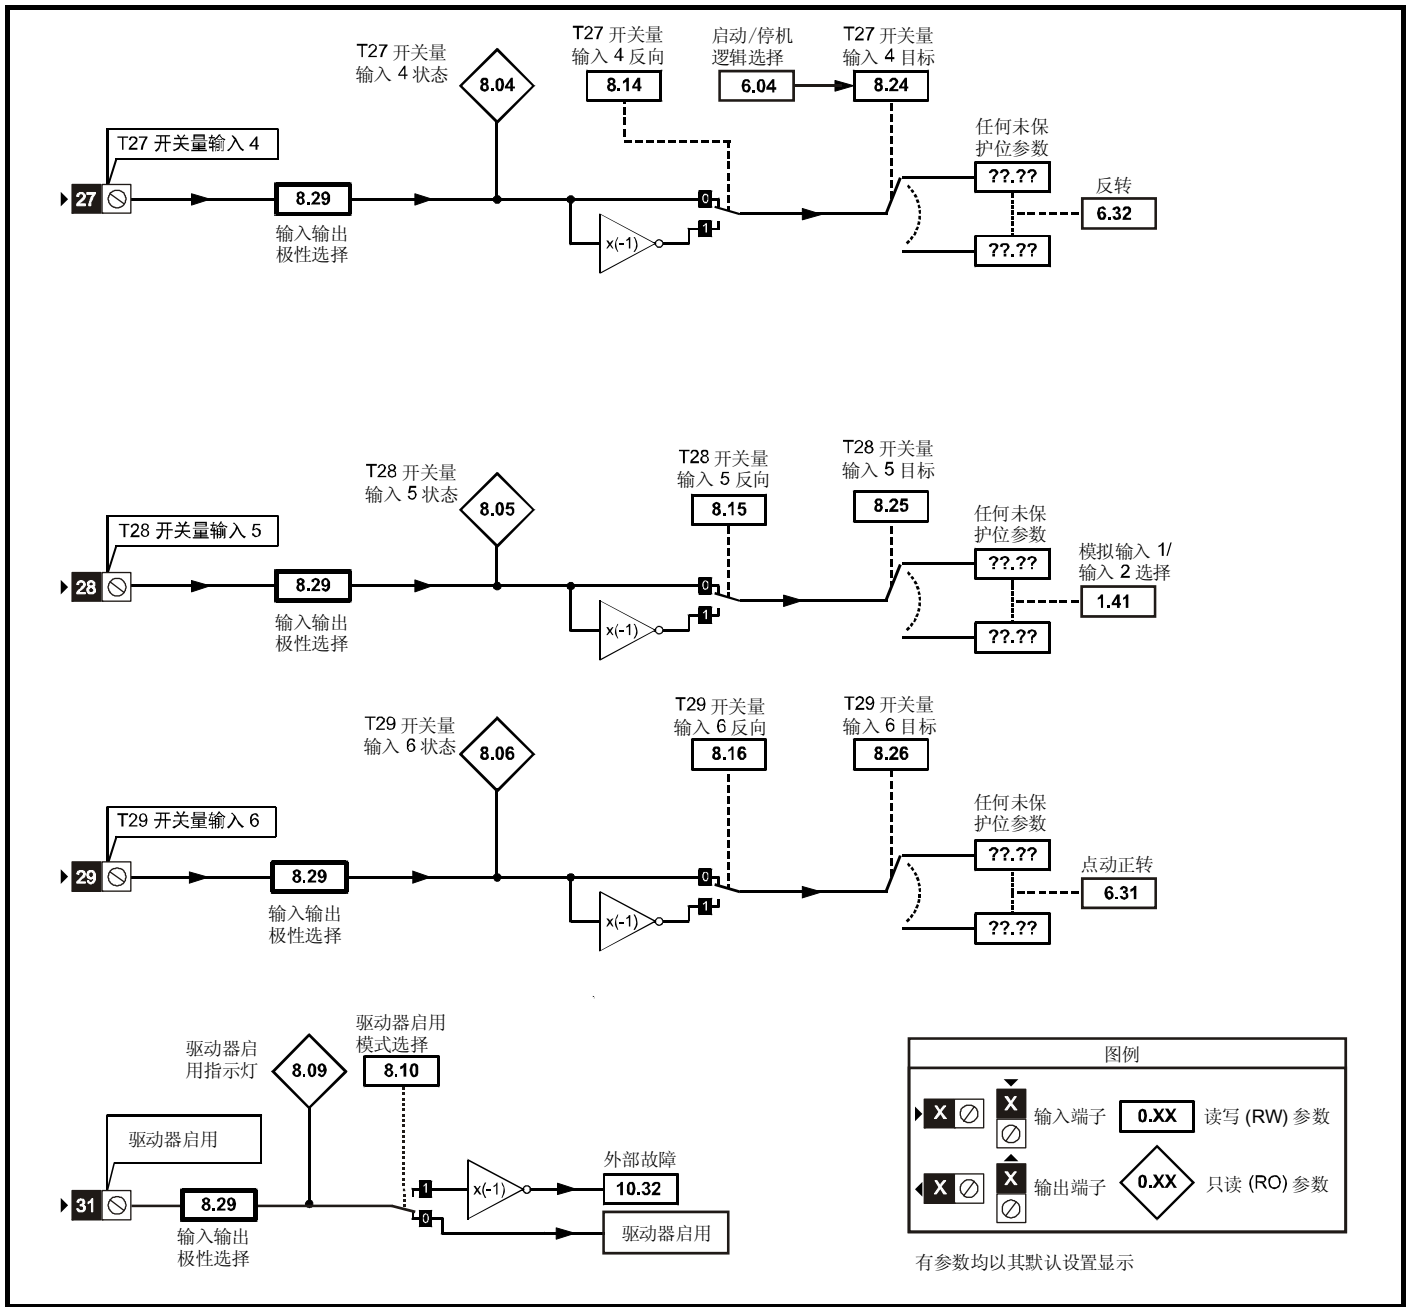 T27 开关量
输入 4 状态
8.04
T27 开关量
输入 4 反向
8.14
启动/停机
逻辑选择
6.04
T27 开关量
输入 4 目标
8.24
T27 开关量输入 4
27
8.29
输入输出
极性选择
x(-1)
0
1
任何未保
护位参数
??.??
??.??
反转
6.32
T28 开关量
输入 5 状态
8.05
T28 开关量
输入 5 反向
8.15
T28 开关量
输入 5 目标
8.25
T28 开关量输入 5
28
8.29
输入输出
极性选择
x(-1)
0
1
任何未保
护位参数
??.??
??.??
模拟输入 1/
输入 2 选择
1.41
T29 开关量
输入 6 状态
8.06
T29 开关量
输入 6 反向
8.16
T29 开关量
输入 6 目标
8.26
T29 开关量输入 6
29
8.29
输入输出
极性选择
x(-1)
0
1
任何未保
护位参数
??.??
??.??
点动正转
6.31
驱动器启
用指示灯
8.09
驱动器启用
模式选择
8.10
驱动器启用
31
8.29
输入输出
极性选择
1
0
x(-1)
外部故障
10.32
驱动器启用
图例
X
X
输入端子
0.XX
读写 (RW) 参数
X
X
输出端子
0.XX
只读 (RO) 参数
有参数均以其默认设置显示